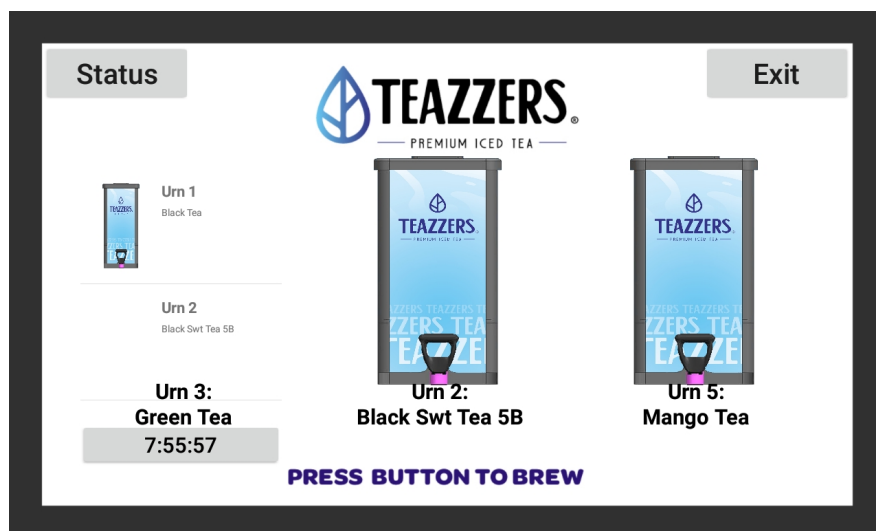 Status
Exit
TEAZZERS®
PREMIUM ICED TEA
Urn 1
Black Tea
TEAZZERS
Urn 2
Black Swt Tea 5B
TEAZZERS
PREMIUM ICED TEA
TEAZZERS
PREMIUM ICED TEA
Urn 3:
Green Tea
7:55:57
Urn 2:
Black Swt Tea 5B
Urn 5:
Mango Tea
PRESS BUTTON TO BREW